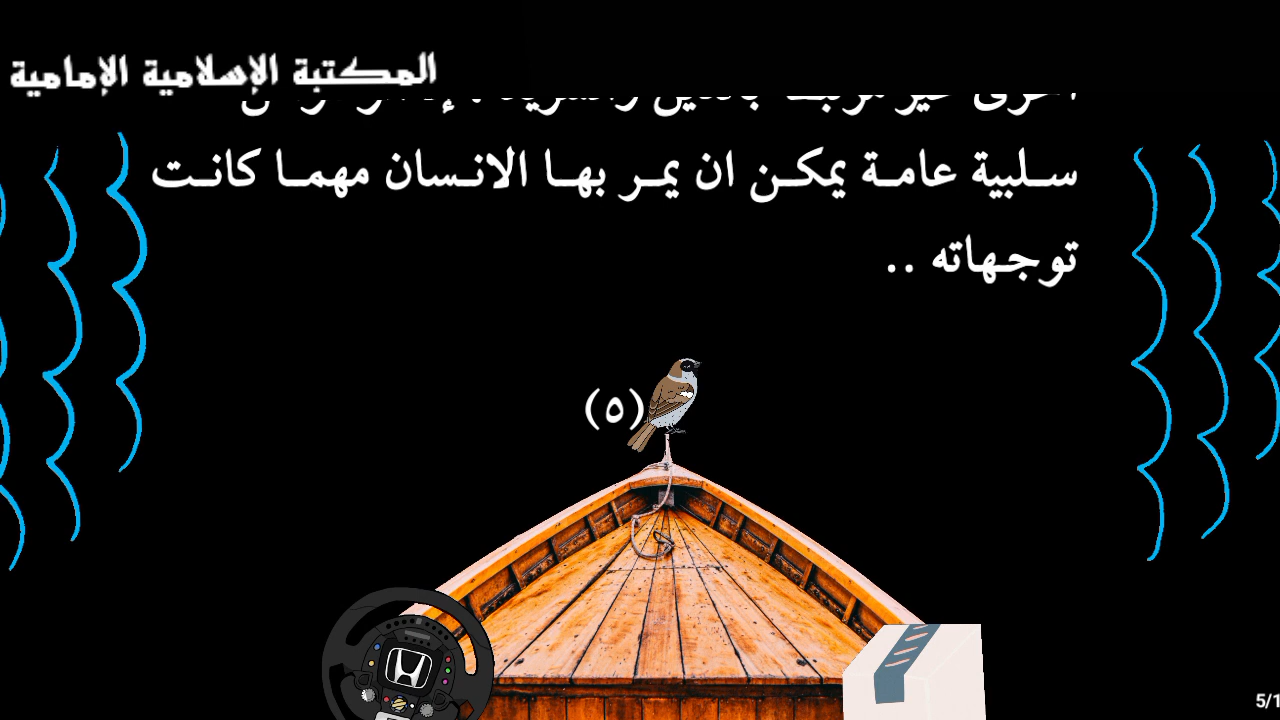 المكتبة الإسلامية الإمامية
سلبية عامة يمكن ان يمر بها الانسان مهما كانت
توجهاته ..
(٥)
5/1